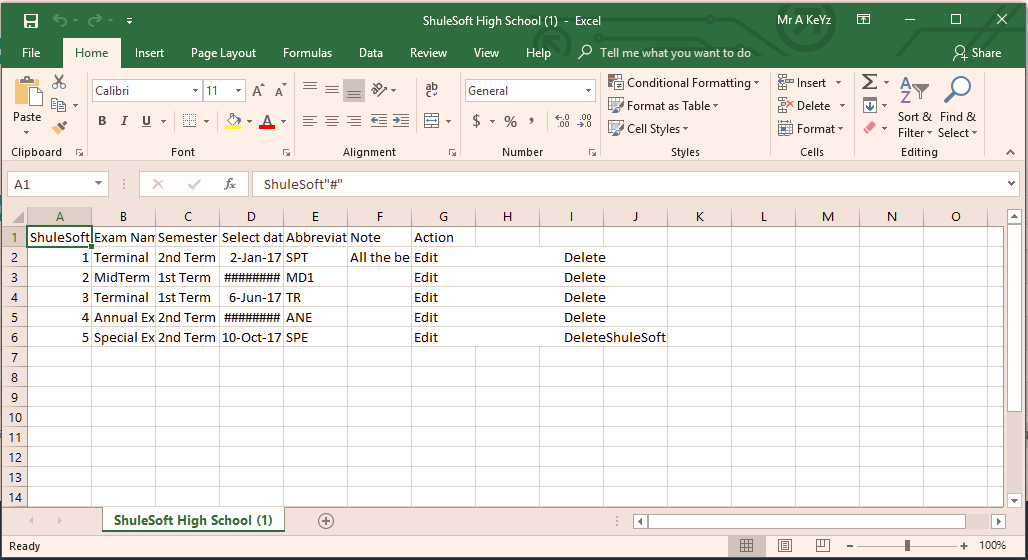 ShuleSoft High School (1) - Excel
Mr A KeYz
File Home Insert Page Layout Formulas Data Review View Help Tell me what you want to do Share
Paste
Calibri 11
B I U A
ab
General
$ % ,
Conditional Formatting
Format as Table
Cell Styles
Insert
Delete
Format
Sort & Filter
Find & Select
Clipboard Font Alignment Number Styles Cells Editing
A1 fx ShuleSoft"#"
A B C D E F G H I J K L M N O
1 ShuleSoft Exam Nam Semester Select dat Abbreviat Note Action
2 1 Terminal 2nd Term 2-Jan-17 SPT All the be Edit Delete
3 2 MidTerm 1st Term ######## MD1 Edit Delete
4 3 Terminal 1st Term 6-Jun-17 TR Edit Delete
5 4 Annual Ex 2nd Term ######## ANE Edit Delete
6 5 Special Ex 2nd Term 10-Oct-17 SPE Edit DeleteShuleSoft
7
8
9
10
11
12
13
14
ShuleSoft High School (1)
Ready 100%